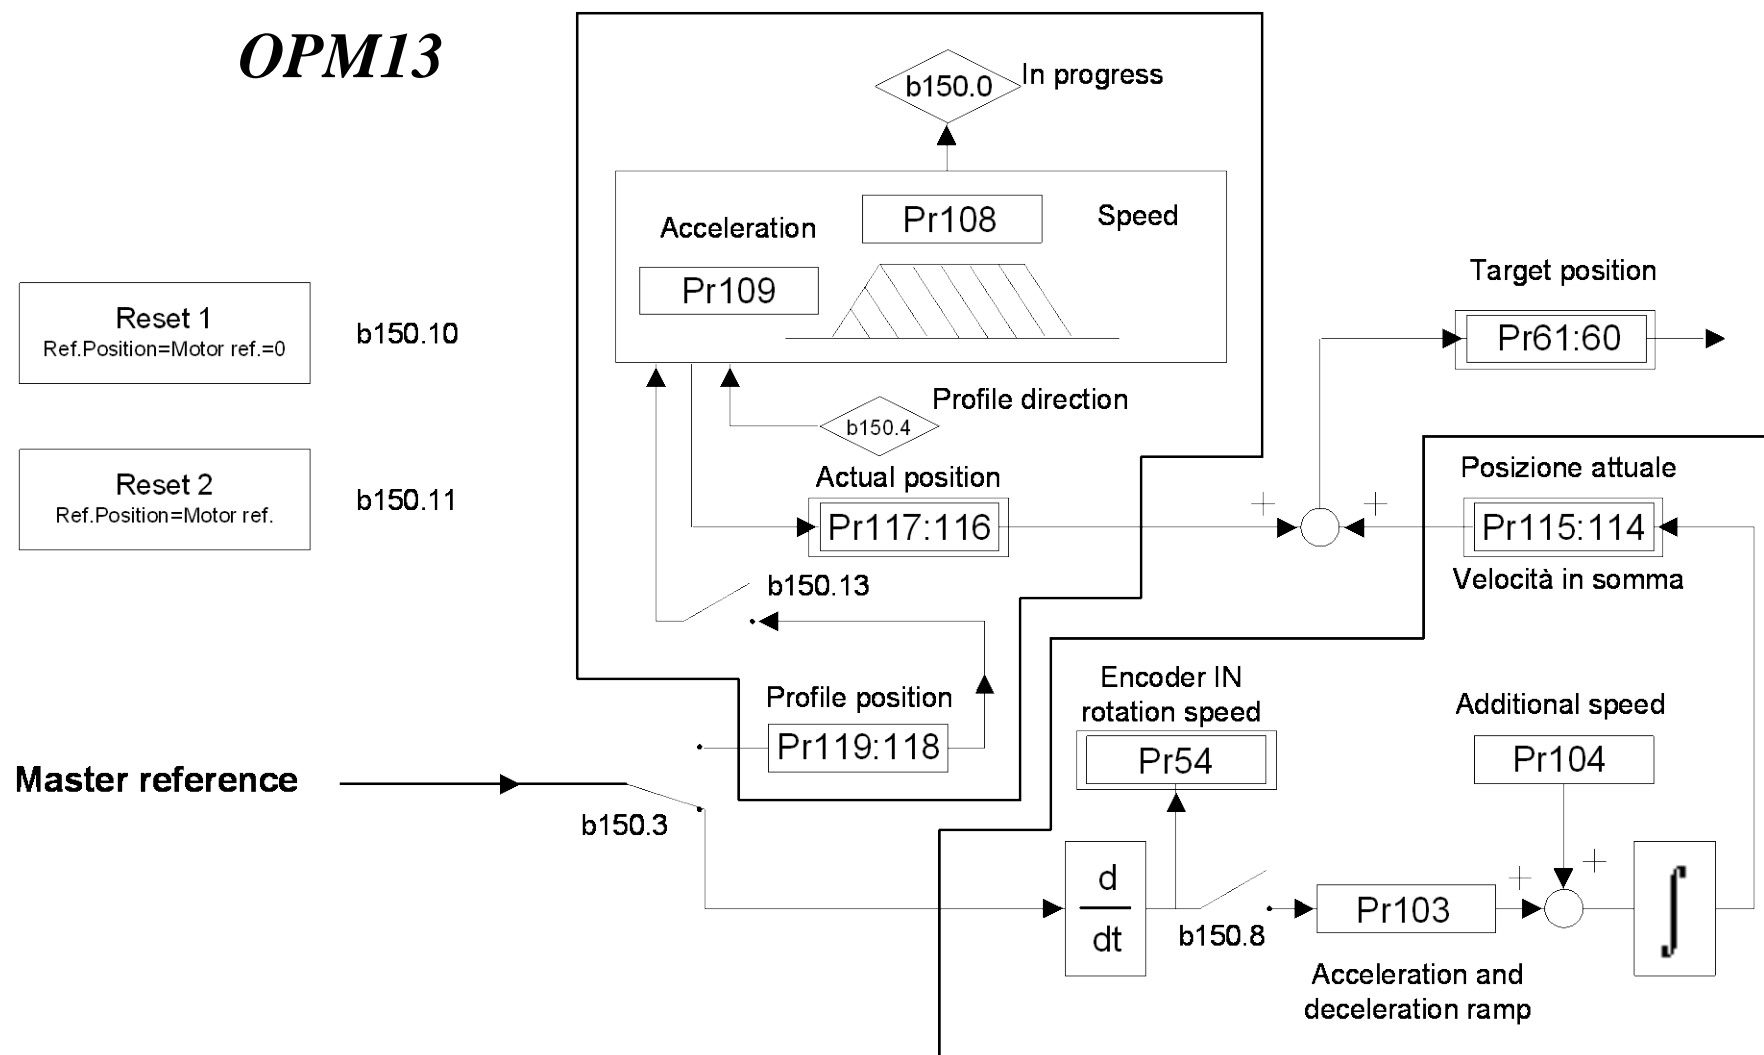 OPM13
b150.0
In progress
Acceleration
Pr108
Speed
Pr109
Reset 1
Ref.Position=Motor ref.=0
b150.10
Target position
Pr61:60
Profile direction
b150.4
Reset 2
Ref.Position=Motor ref.
b150.11
Actual position
Pr117:116
+
+
Posizione attuale
Pr115:114
Velocità in somma
b150.13
Profile position
Pr119:118
Encoder IN
rotation speed
Pr54
Additional speed
Pr104
Master reference
b150.3
d
dt
b150.8
Pr103
+
+
∫
Acceleration and
deceleration ramp